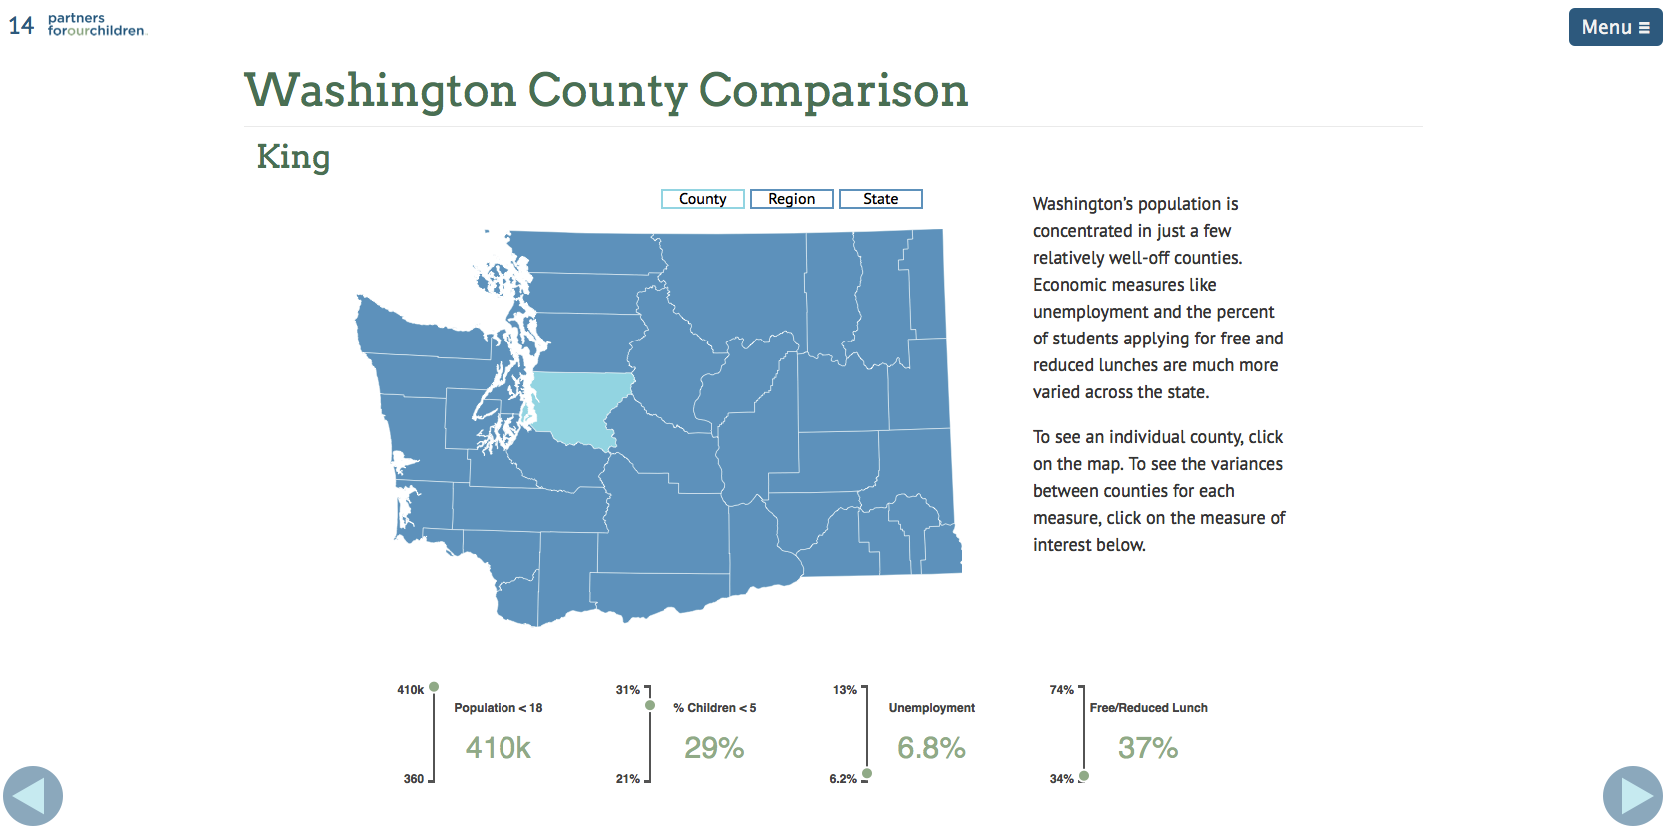 14
partners
forourchildren
Menu
Washington County Comparison
King
County Region State
Washington's population is
concentrated in just a few
relatively well-off counties.
Economic measures like
unemployment and the percent
of students applying for free and
reduced lunches are much more
varied across the state.
To see an individual county, click
on the map. To see the variances
between counties for each
measure, click on the measure of
interest below.
410k
Population < 18
410k
360
31%
% Children < 5
29%
21%
13%
Unemployment
6.8%
6.2%
74%
Free/Reduced Lunch
37%
34%